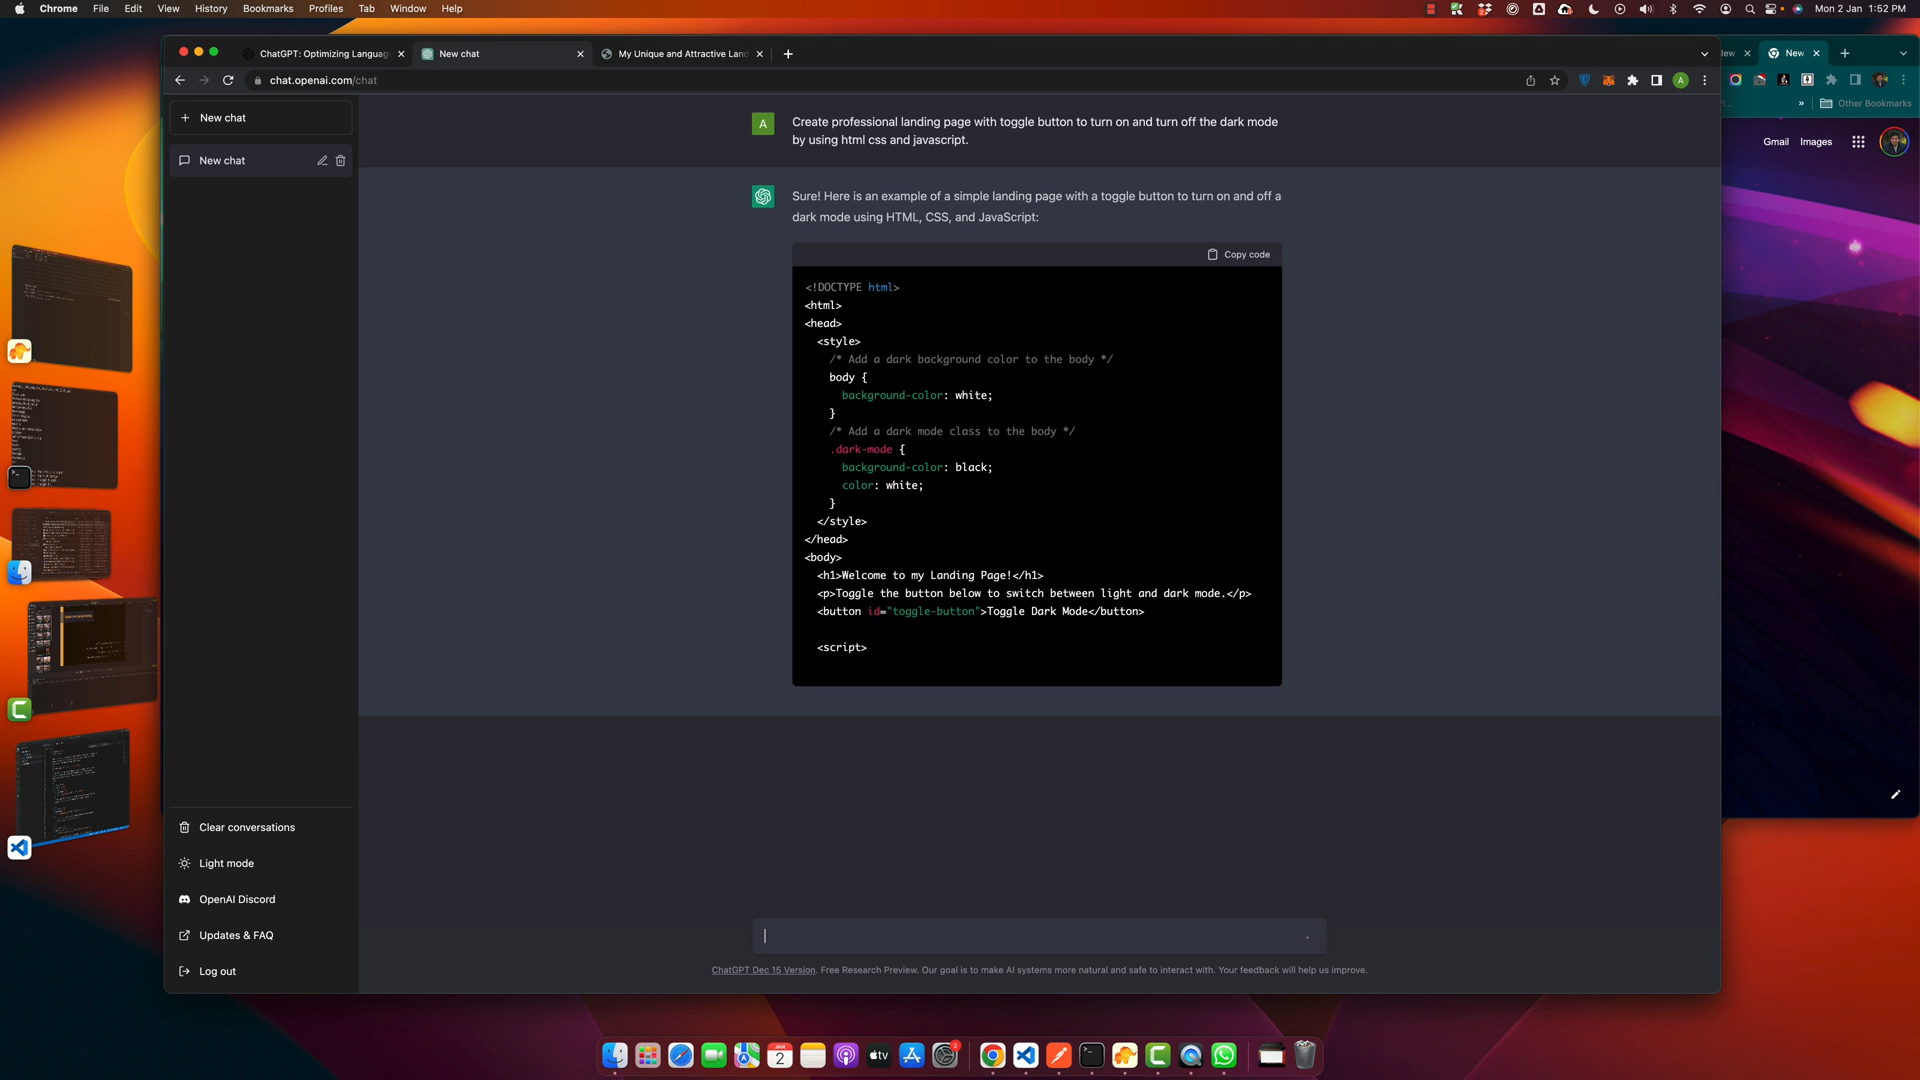 Chrome File Edit View History Bookmarks Profiles Tab Window Help
Mon 2 Jan 1:52 PM
ChatGPT: Optimizing Languag
New chat
My Unique and Attractive Lan
New
chat.openai.com/chat
Other Bookmarks
Gmail Images
New chat
New chat
Clear conversations
Light mode
OpenAI Discord
Updates & FAQ
Log out
A
Create professional landing page with toggle button to turn on and turn off the dark mode
by using html css and javascript.
Sure! Here is an example of a simple landing page with a toggle button to turn on and off a
dark mode using HTML, CSS, and JavaScript:
Copy code
<!DOCTYPE html>
<html>
<head>
<style>
/* Add a dark background color to the body */
body {
background-color: white;
}
/* Add a dark mode class to the body */
.dark-mode {
background-color: black;
color: white;
}
</style>
</head>
<body>
<h1>Welcome to my Landing Page!</h1>
<p>Toggle the button below to switch between light and dark mode.</p>
<button id="toggle-button">Toggle Dark Mode</button>
<script>
ChatGPT Dec 15 Version. Free Research Preview. Our goal is to make AI systems more natural and safe to interact with. Your feedback will help us improve.
JAN
2
tv
2